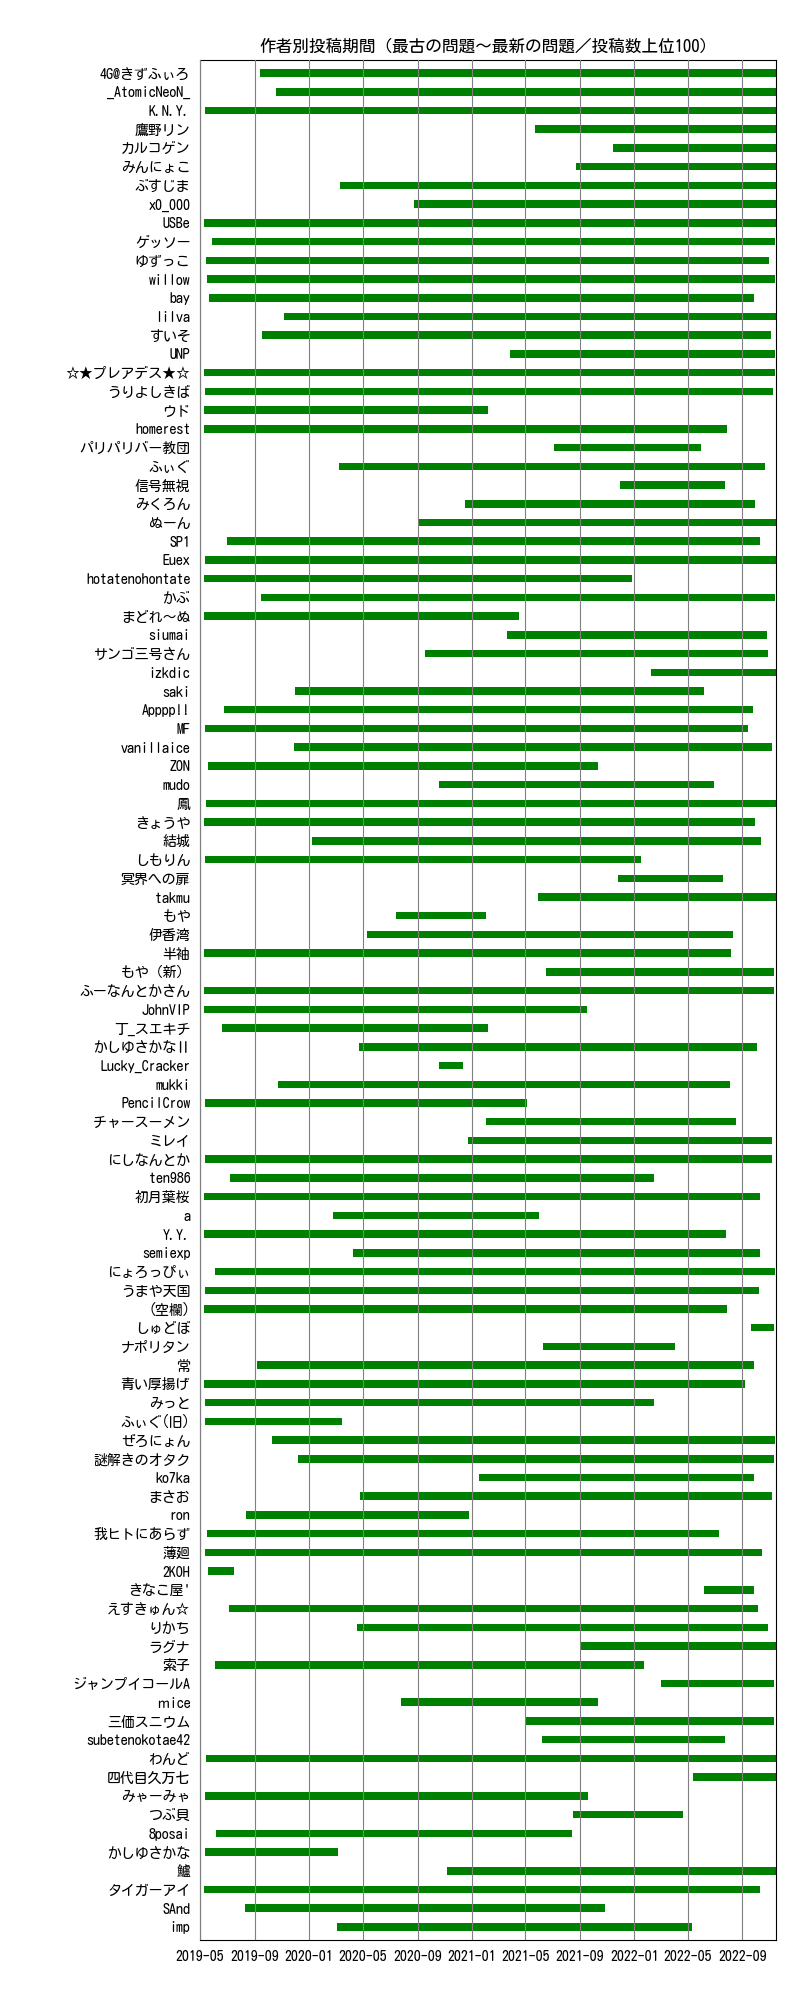 作者別投稿期間（最古の問題～最新の問題／投稿数上位100）
4G@きずふぃろ
_AtomicNeoN_
K.N.Y.
鷹野リン
カルコゲン
みんにょこ
ぶすじま
x0_000
USBe
ゲッソー
ゆずっこ
willow
bay
lilva
すいそ
UNP
☆★プレアデス★☆
うりよしきば
ウド
homerest
パリパリバー教団
ふぃぐ
信号無視
みくろん
ぬーん
SP1
Euex
hotatenohontate
かぶ
まどれ～ぬ
siumai
サンゴ三号さん
izkdic
saki
Appppl!
MF
vanillaice
ZON
mudo
鳳
きょうや
結城
しもりん
冥界への扉
takmu
もや
伊香湾
半袖
もや（新）
ふーなんとかさん
JohnVIP
丁_スエキチ
かしゆさかなⅡ
Lucky_Cracker
mukki
PencilCrow
チャースーメン
ミレイ
にしなんとか
ten986
初月葉桜
a
Y.Y.
semiexp
にょろっぴぃ
うまや天国
(空欄)
しゅどぼ
ナポリタン
常
青い厚揚げ
みっと
ふぃぐ(旧)
ぜろにょん
謎解きのオタク
ko7ka
まさお
ron
我ヒトにあらず
薄廻
2KOH
きなこ屋'
えすきゅん☆
りかち
ラグナ
索子
ジャンプイコールA
mice
三価スニウム
subetenokotae42
わんど
四代目久万七
みゃーみゃ
つぶ貝
8posai
かしゆさかな
鱸
タイガーアイ
SAnd
imp
2019-05 2019-09 2020-01 2020-05 2020-09 2021-01 2021-05 2021-09 2022-01 2022-05 2022-09